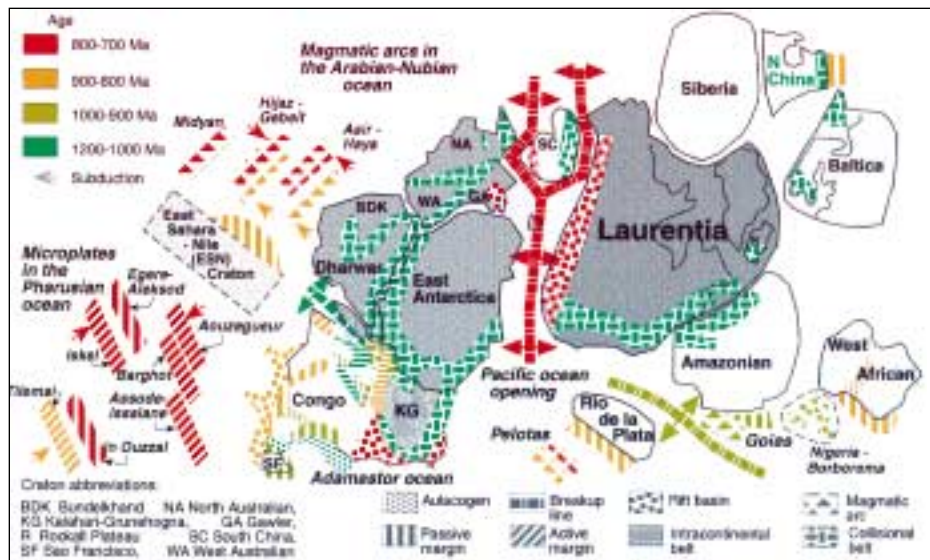 Age
800-700 Ma
900-800 Ma
1000-900 Ma
1200-1000 Ma
Subduction
Magmatic arcs in
the Arabian-Nubian
ocean
Midyan
Hijaz -
Gebeit
Asir -
Haya
Siberia
N
China
Baltica
NA
SC
GA
WA
BDK
Laurentia
East
Sahara
- Nile
(ESN)
Craton
Dharwar
East
Antarctica
Microplates
in the
Pharusian
ocean
Egere-
Aleksod
Aouzegueur
Iskel
Barghot
Assode-
Issalane
In Ouzzal
Congo
KG
SF
Adamastor ocean
Pacific ocean
opening
Amazonian
West
African
Rio
de la
Plata
Pelotas
Goias
Nigeria -
Borborema
Craton abbreviations:
BDK Bundelkhand NA North Australian,
KG Kalahari-Grunehogna, GA Gawler,
R Rockall Plateau SC South China,
SF Sao Francisco, WA West Australian
Aulacogen
Breakup
line
Rift basin
Magmatic
arc
Passive
margin
Active
margin
Intracontinental
belt
Collisional
belt